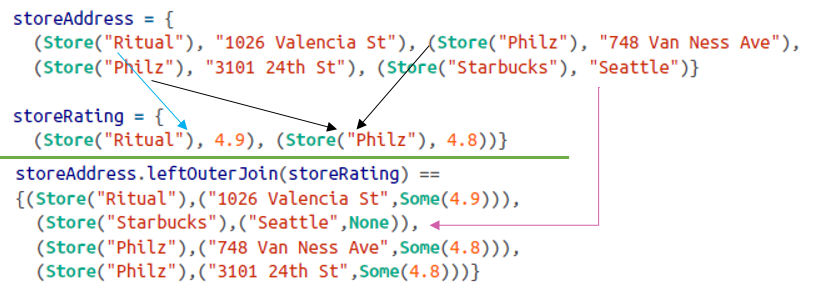 storeAddress = {
(Store("Ritual"), "1026 Valencia St"), (Store("Philz"), "748 Van Ness Ave"),
(Store("Philz"), "3101 24th St"), (Store("Starbucks"), "Seattle")}
storeRating = {
(Store("Ritual"), 4.9), (Store("Philz"), 4.8))}
storeAddress.leftOuterJoin(storeRating) ==
{(Store("Ritual"),("1026 Valencia St",Some(4.9))),
(Store("Starbucks"),("Seattle",None)),
(Store("Philz"),("748 Van Ness Ave",Some(4.8))),
(Store("Philz"),("3101 24th St",Some(4.8)))}